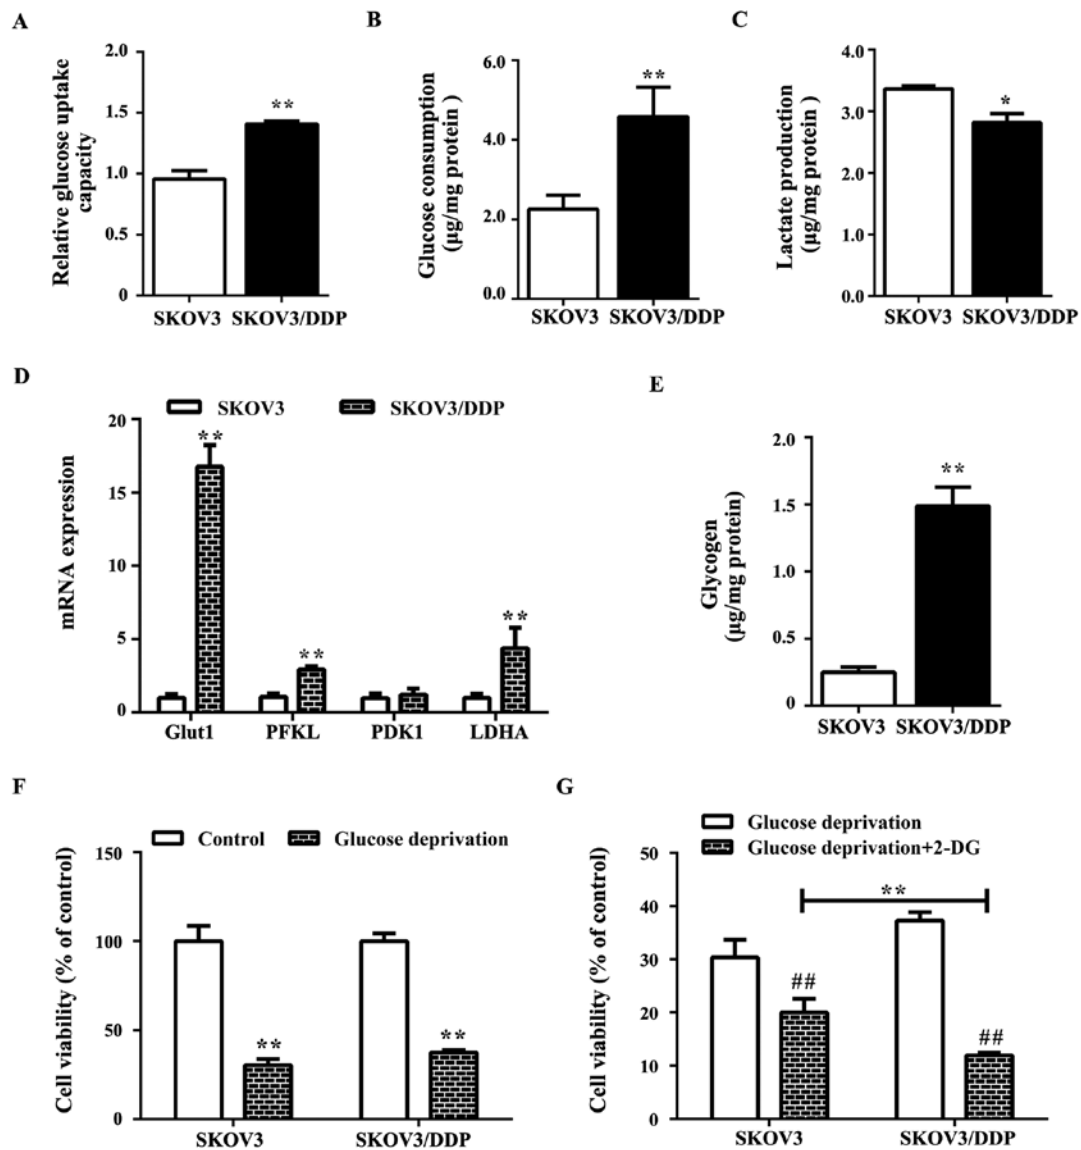 A
Relative glucose uptake
capacity
2.0
1.5
1.0
0.5
0
**
SKOV3 SKOV3/DDP
B
Glucose consumption
(μg/mg protein )
6.0
4.0
2.0
0.0
**
SKOV3 SKOV3/DDP
C
Lactate production
(μg/mg protein )
4.0
3.0
2.0
1.0
0.0
*
SKOV3 SKOV3/DDP
D
SKOV3 SKOV3/DDP
mRNA expression
20
15
10
5
0
**
**
**
Glut1 PFKL PDK1 LDHA
E
Glycogen
(μg/mg protein)
2.0
1.5
1.0
0.5
0
**
SKOV3 SKOV3/DDP
F
Control Glucose deprivation
Cell viability (% of control)
150
100
50
0
**
**
SKOV3 SKOV3/DDP
G
Glucose deprivation
Glucose deprivation+2-DG
Cell viability (% of control)
50
40
30
20
10
0
**
##
##
SKOV3 SKOV3/DDP